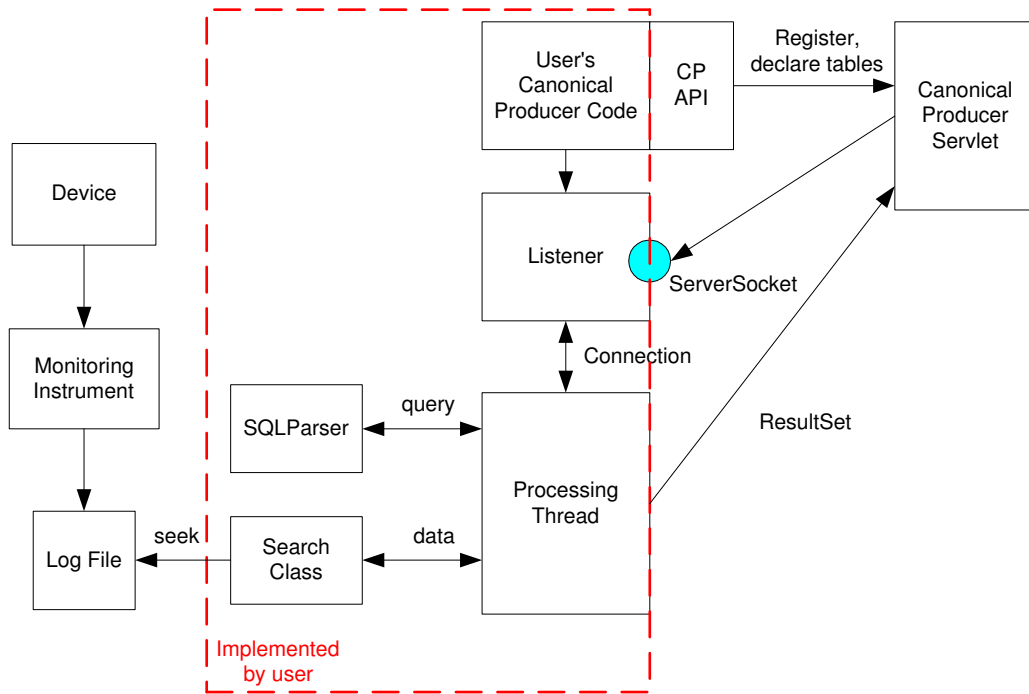 User's
Canonical
Producer Code
CP
API
Register,
declare tables
Canonical
Producer
Servlet
Device
Listener
ServerSocket
Monitoring
Instrument
Connection
SQLParser
query
ResultSet
Processing
Thread
Log File
seek
Search
Class
data
Implemented
by user